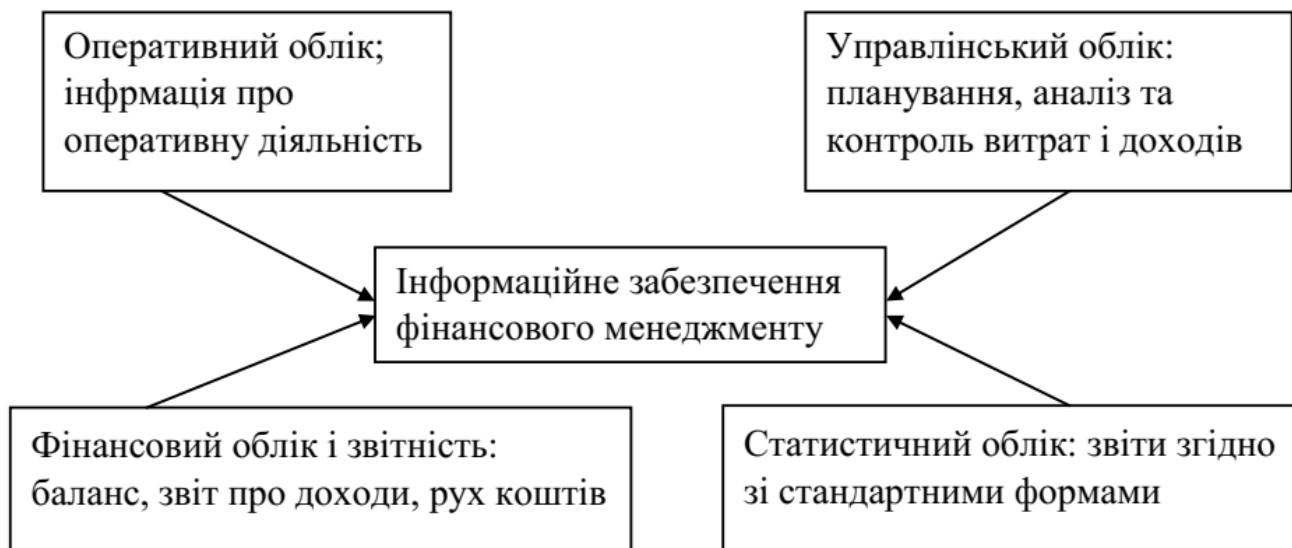 Оперативний облік;
інфрмація про
оперативну діяльність
Управлінський облік:
планування, аналіз та
контроль витрат і доходів
Інформаційне забезпечення
фінансового менеджменту
Фінансовий облік і звітність:
баланс, звіт про доходи, рух коштів
Статистичний облік: звіти згідно
зі стандартними формами